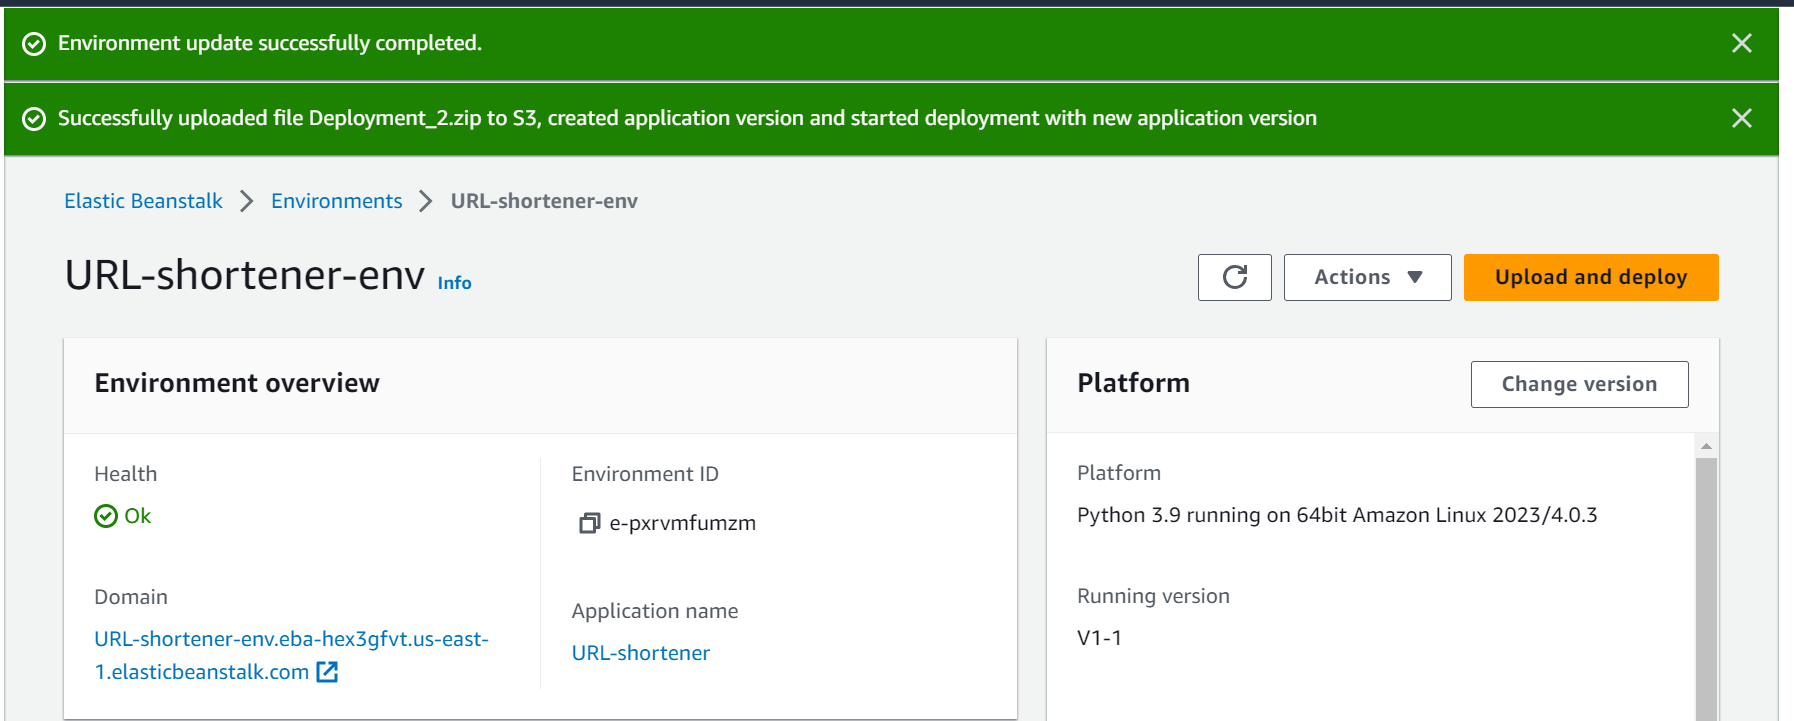 Environment update successfully completed.
Successfully uploaded file Deployment_2.zip to S3, created application version and started deployment with new application version
Elastic Beanstalk > Environments > URL-shortener-env
URL-shortener-env Info
Actions
Upload and deploy
Environment overview
Health
Ok
Domain
URL-shortener-env.eba-hex3gfvt.us-east-
1.elasticbeanstalk.com
Environment ID
e-pxrvmfumzm
Application name
URL-shortener
Platform
Change version
Platform
Python 3.9 running on 64bit Amazon Linux 2023/4.0.3
Running version
V1-1